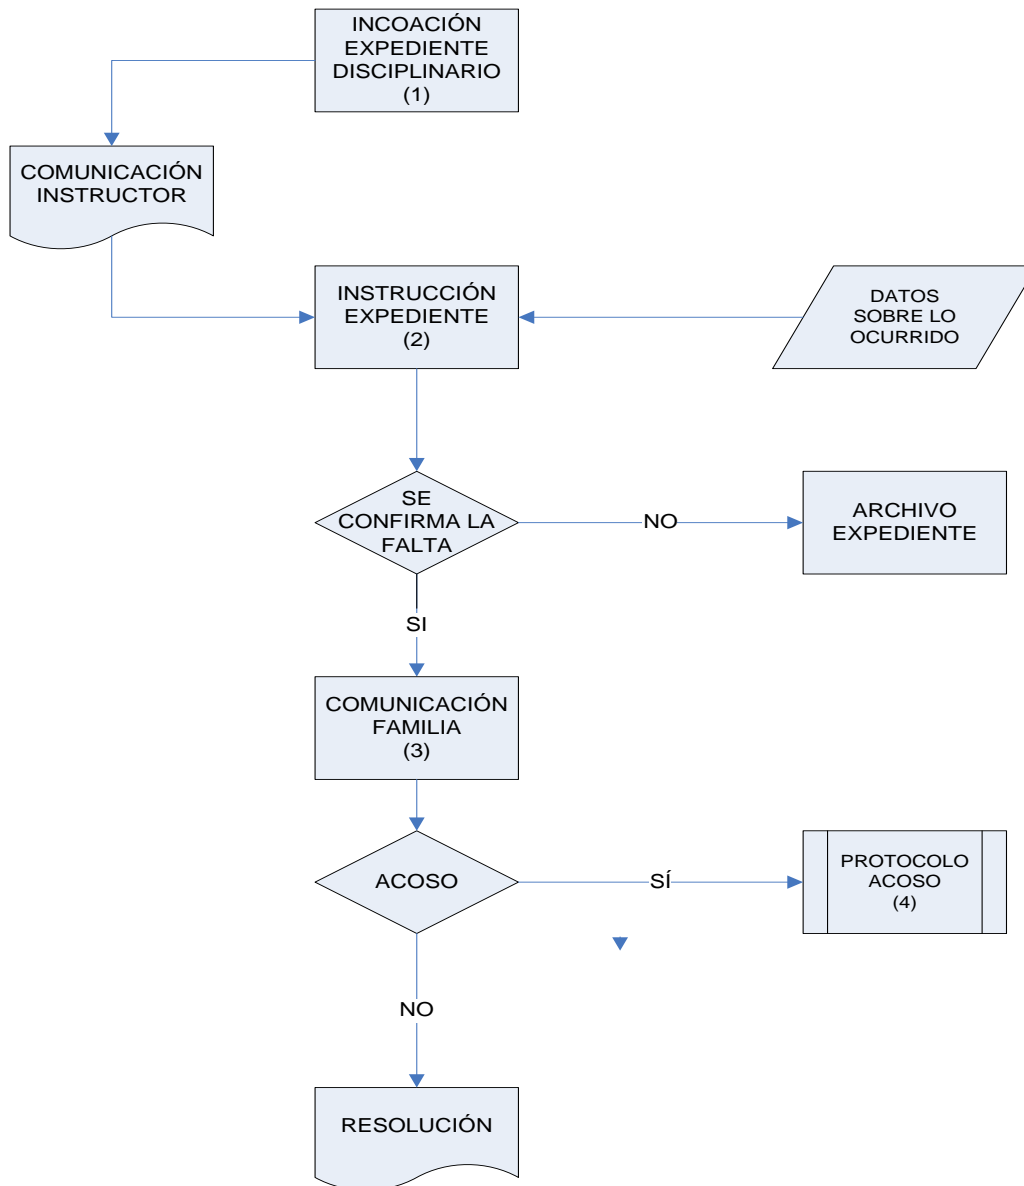 INCOACIÓN
EXPEDIENTE
DISCIPLINARIO
(1)
COMUNICACIÓN
INSTRUCTOR
INSTRUCCIÓN
EXPEDIENTE
(2)
DATOS
SOBRE LO
OCURRIDO
SE
CONFIRMA LA
FALTA
NO
ARCHIVO
EXPEDIENTE
SI
COMUNICACIÓN
FAMILIA
(3)
ACOSO
SÍ
PROTOCOLO
ACOSO
(4)
NO
RESOLUCIÓN